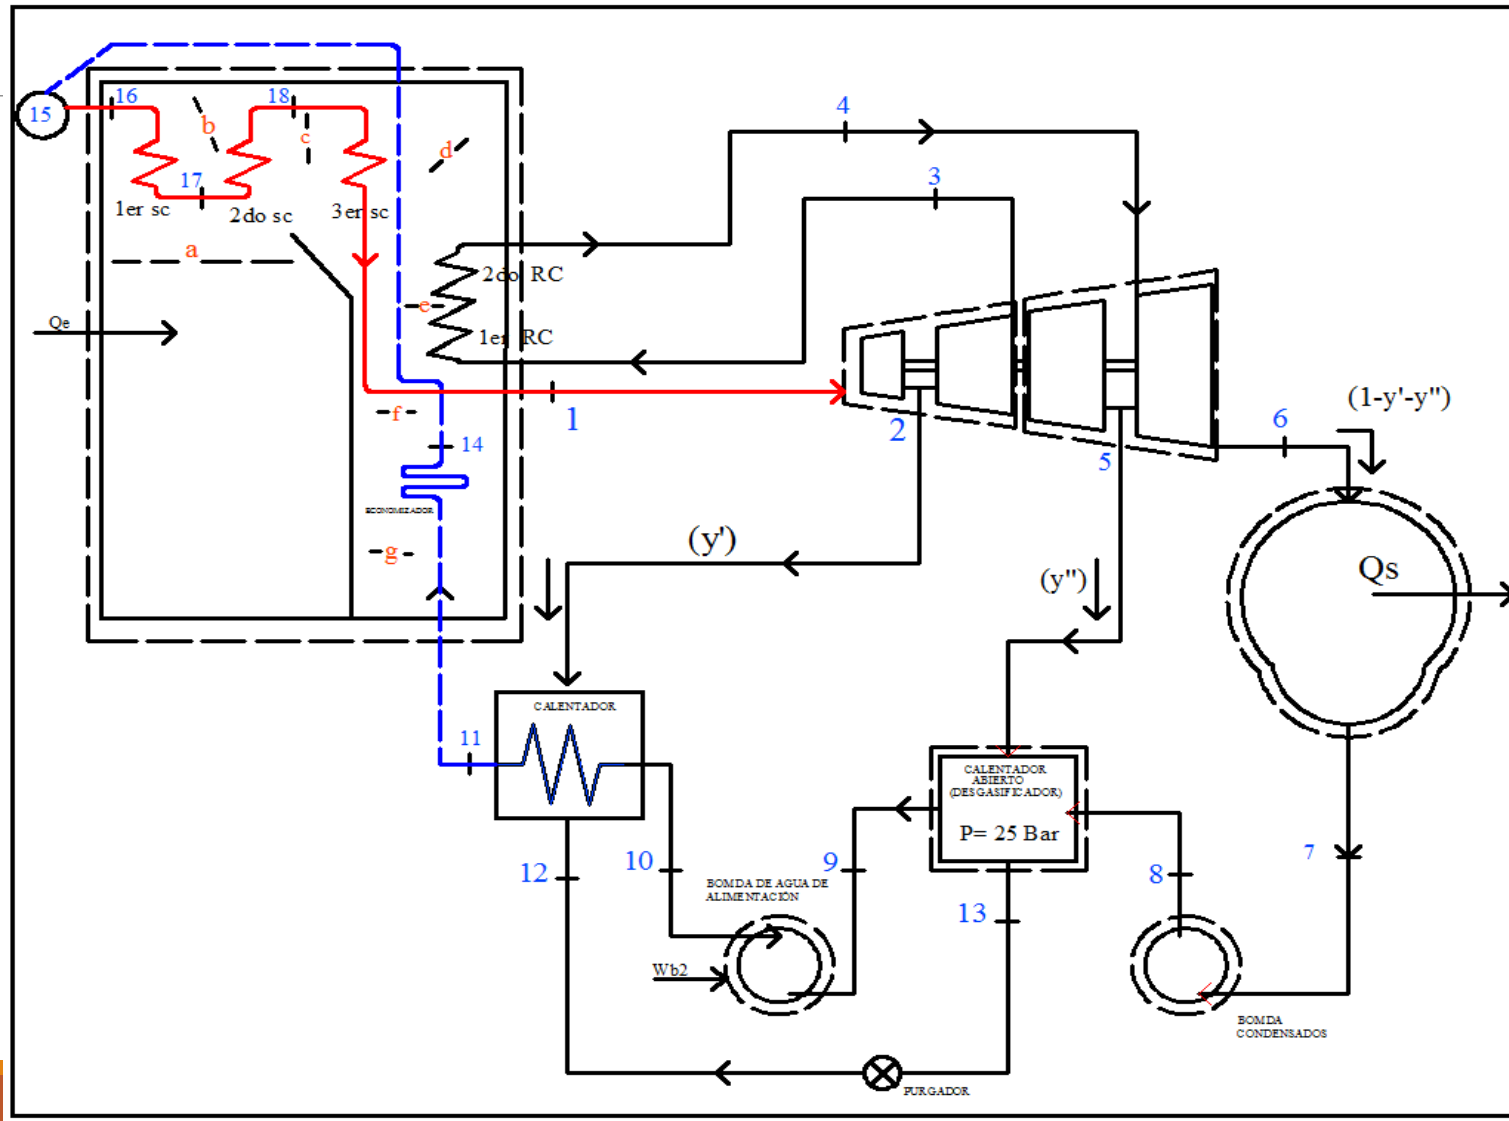 15
16
b
18
c
d
17
1er sc
2do sc
3er sc
a
Qe
4
3
2do RC
e
1er RC
f
1
2
14
ECONOMIZADOR
g
5
6
(1-y'-y")
(y')
(y")
Qs
CALENTADOR
11
CALENTADOR
ABIERTO
(DESGASIFICADOR)
P= 25 Bar
12
10
BOMDA DE AGUA DE
ALIMENTACIÓN
9
13
8
7
Wb2
BOMDA
CONDENSADOS
PURGADOR